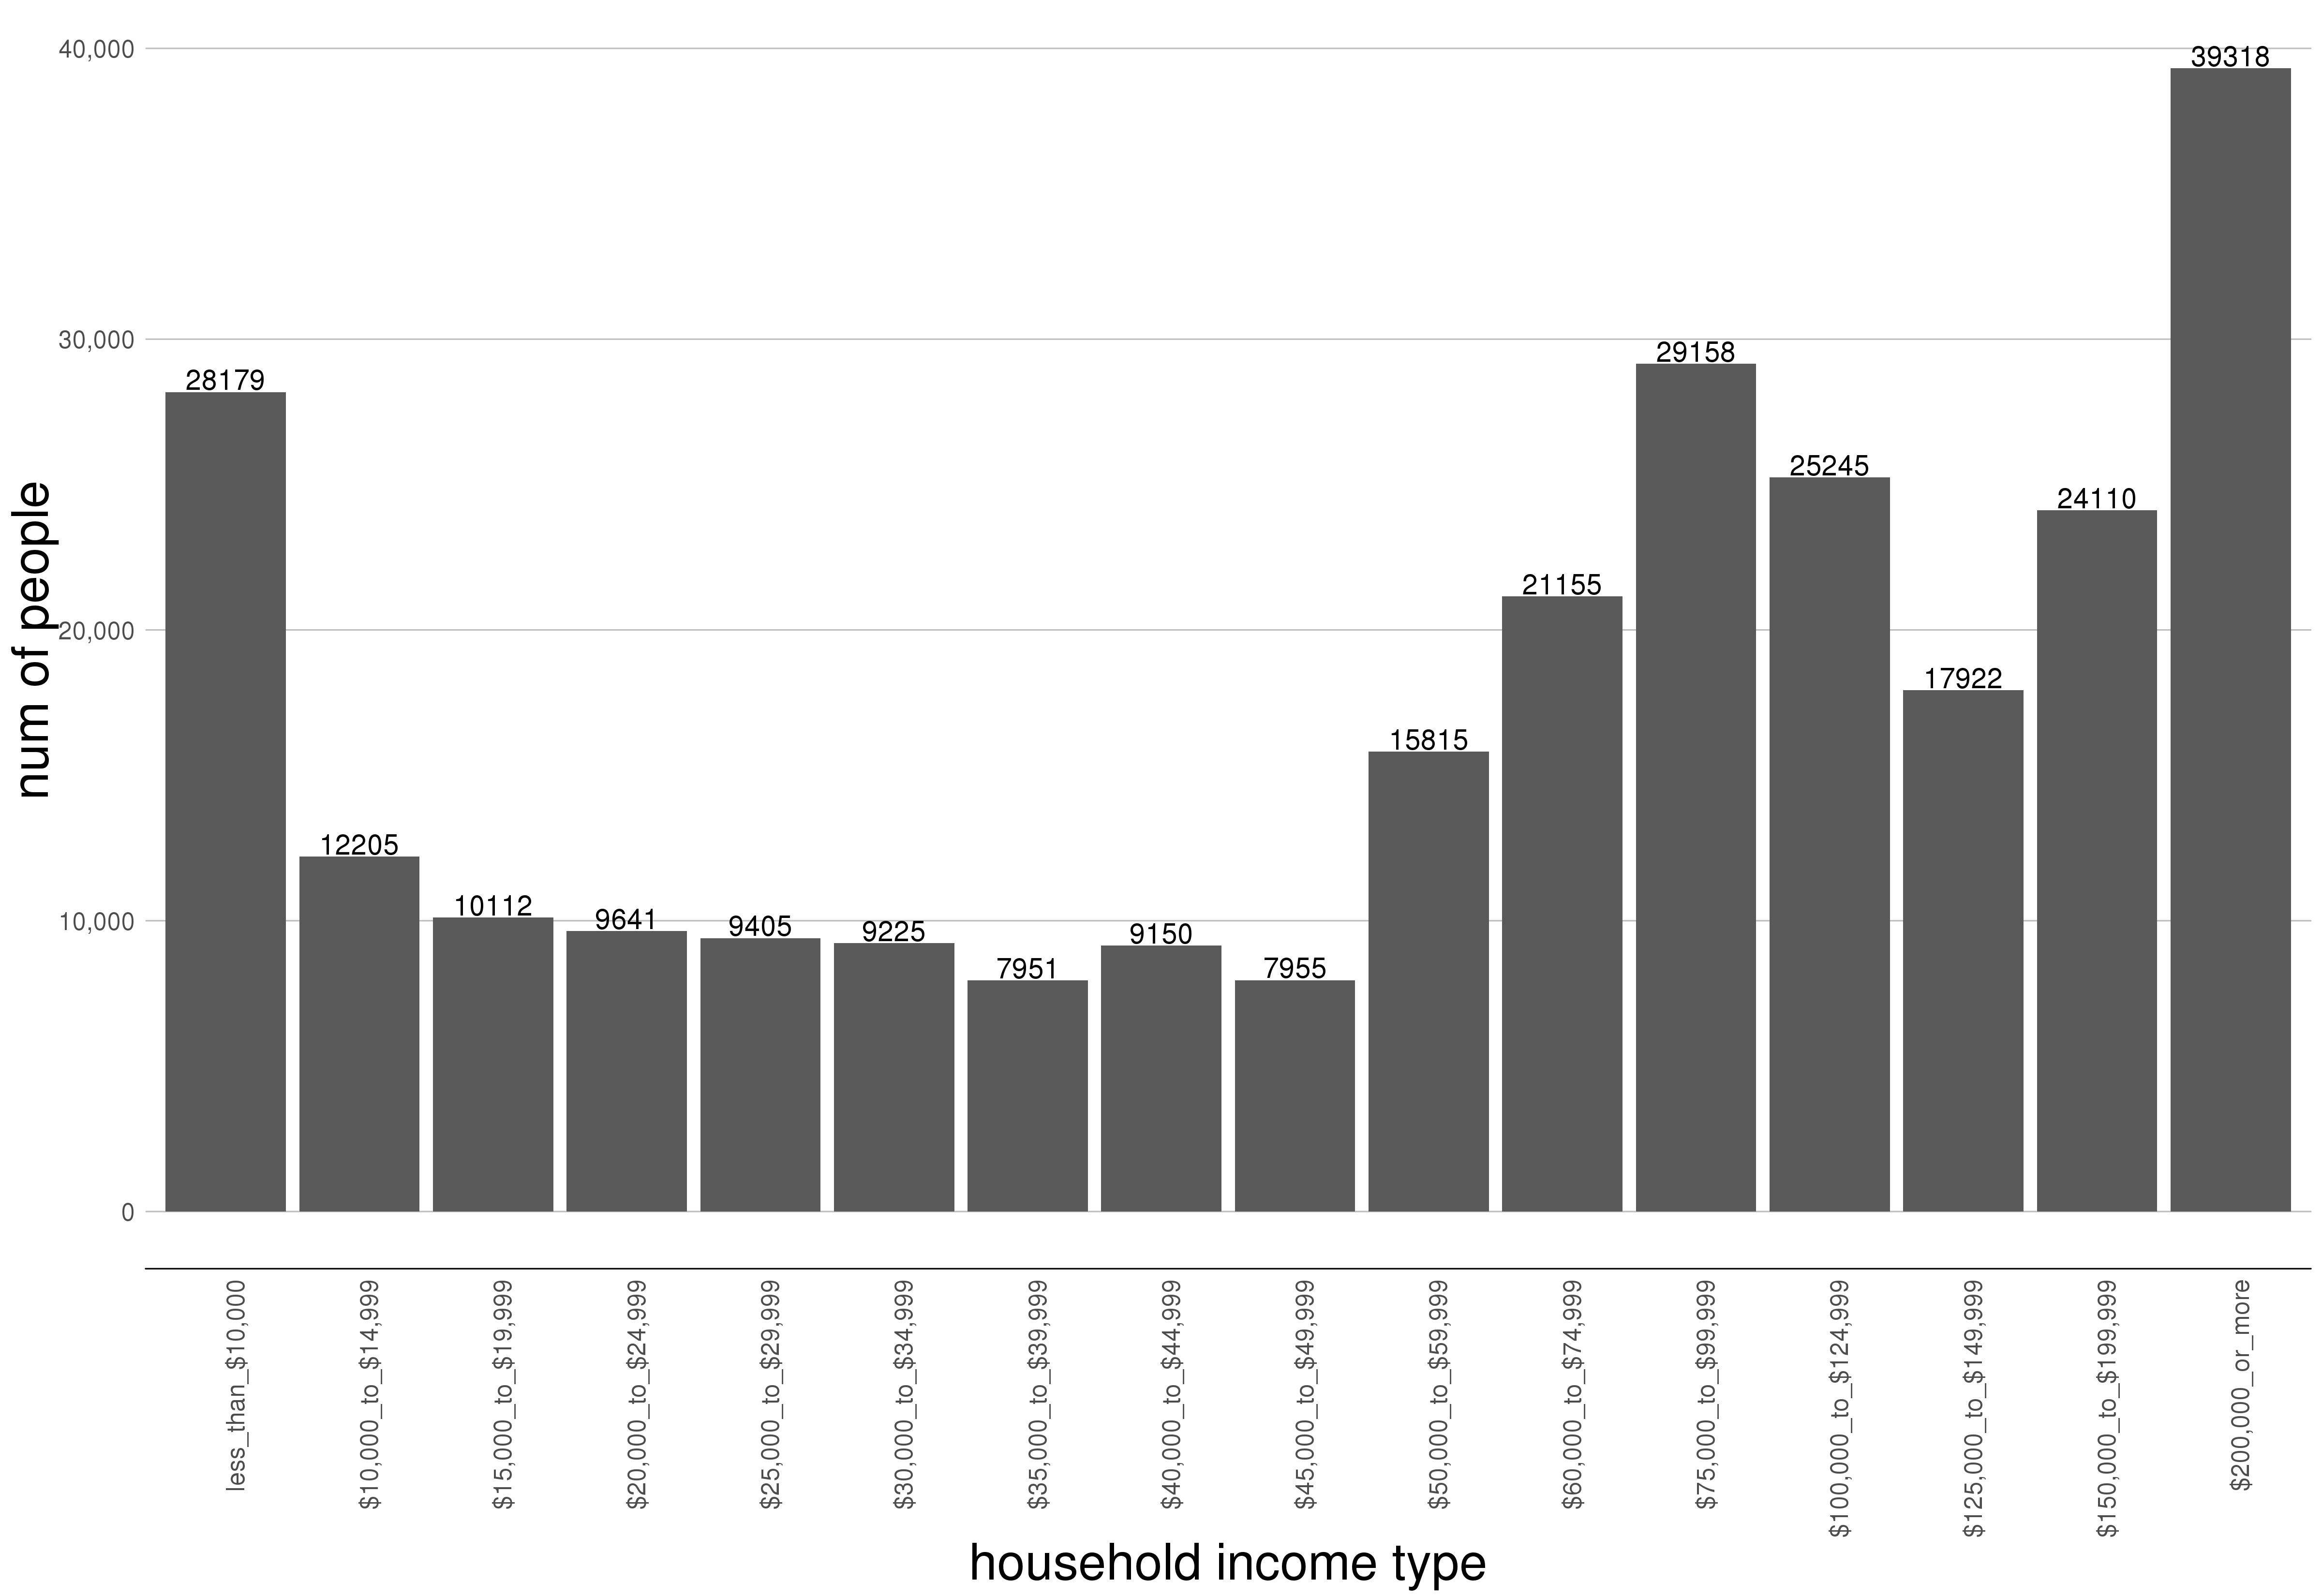 40,000
30,000
20,000
10,000
0
num of people
28179
12205
10112
9641
9405
9225
7951
9150
7955
15815
21155
29158
25245
17922
24110
39318
less_than_$10,000
$10,000_to_$14,999
$15,000_to_$19,999
$20,000_to_$24,999
$25,000_to_$29,999
$30,000_to_$34,999
$35,000_to_$39,999
$40,000_to_$44,999
$45,000_to_$49,999
$50,000_to_$59,999
$60,000_to_$74,999
$75,000_to_$99,999
$100,000_to_$124,999
$125,000_to_$149,999
$150,000_to_$199,999
$200,000_or_more
household income type